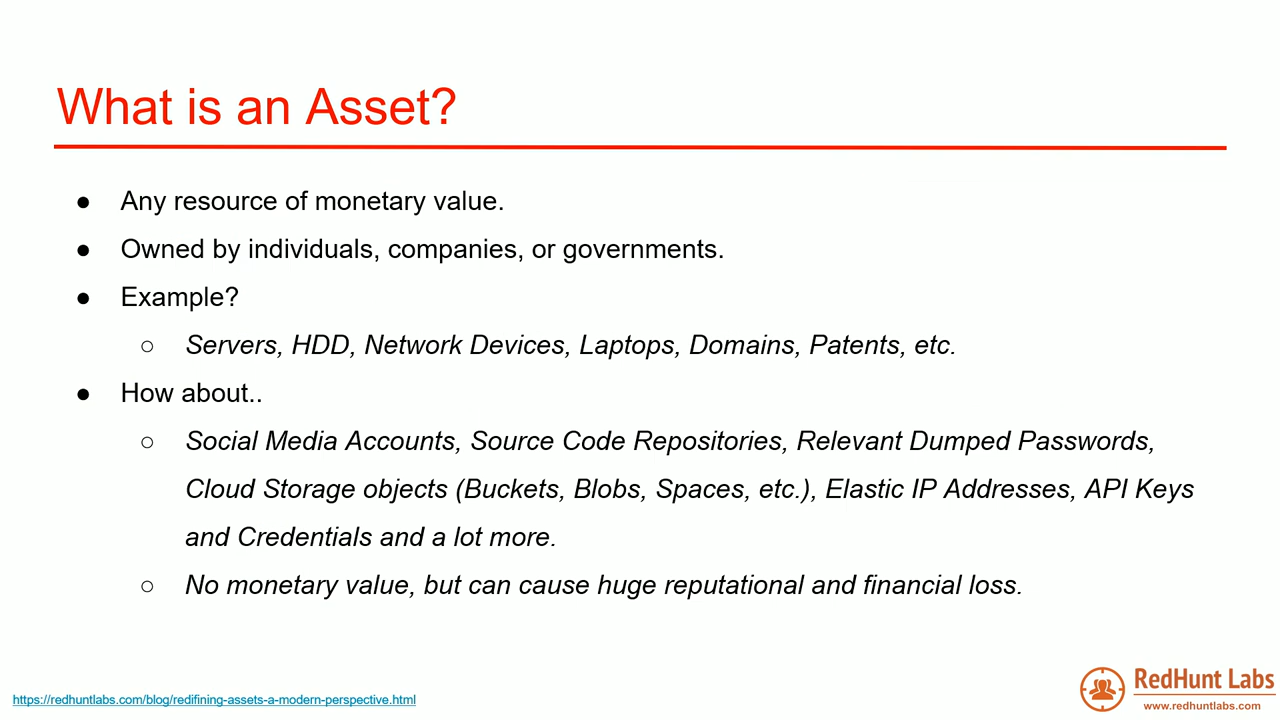 What is an Asset?
● Any resource of monetary value.
● Owned by individuals, companies, or governments.
● Example?
○ Servers, HDD, Network Devices, Laptops, Domains, Patents, etc.
● How about..
○ Social Media Accounts, Source Code Repositories, Relevant Dumped Passwords,
Cloud Storage objects (Buckets, Blobs, Spaces, etc.), Elastic IP Addresses, API Keys
and Credentials and a lot more.
○ No monetary value, but can cause huge reputational and financial loss.
https://redhuntlabs.com/blog/redifining-assets-a-modern-perspective.html
RedHunt Labs
www.redhuntlabs.com